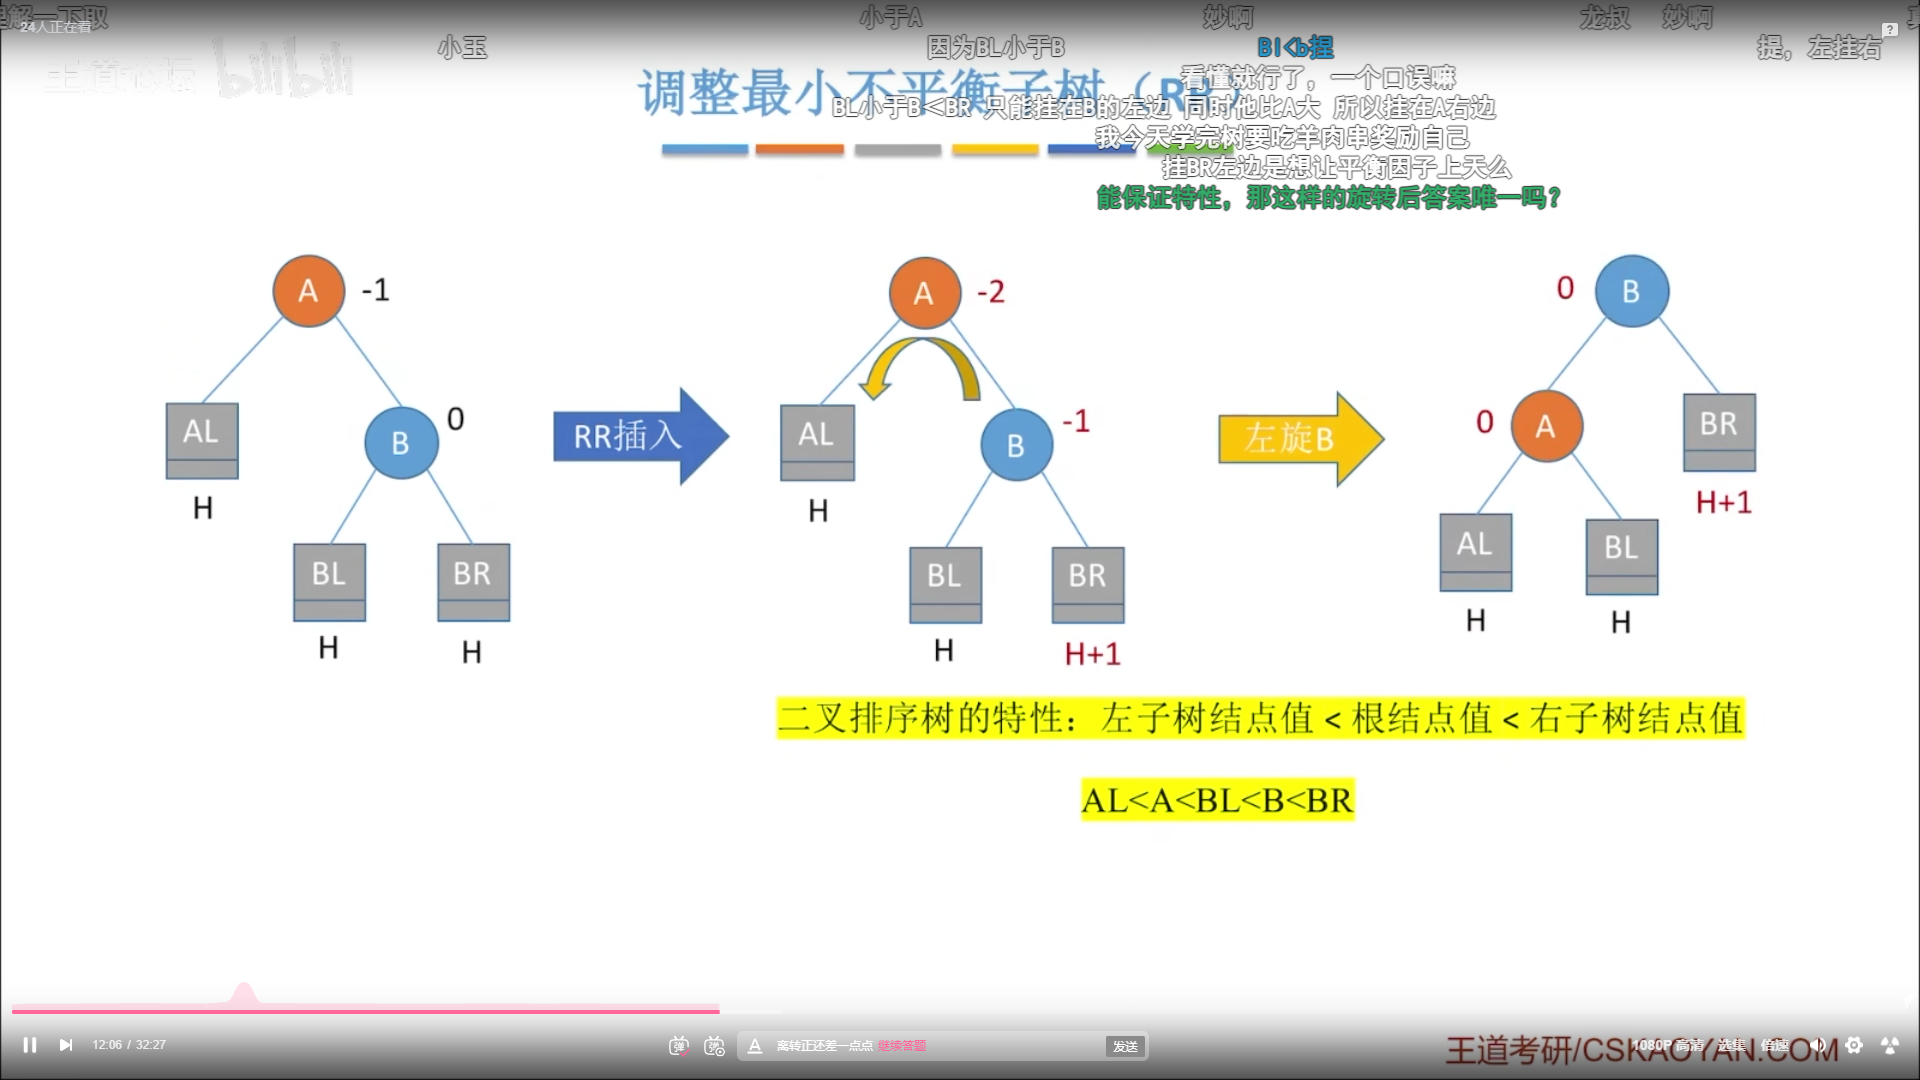 小于A
妙啊
龙叔
妙啊
24人正在看
小玉
因为BL小于B
Bl<b捏
提，左挂右
?
王道论坛
bilibili
看懂就行了，一个口误嘛
调整最小不平衡子树（RR）
BL小于B＜BR 只能挂在B的左边 同时他比A大 所以挂在A右边
我今天学完树要吃羊肉串奖励自己
挂BR左边是想让平衡因子上天么
能保证特性，那这样的旋转后答案唯一吗？
A
-1
AL
H
B
0
BL
H
BR
H
RR插入
A
-2
AL
H
B
-1
BL
H
BR
H+1
左旋B
0
B
0
A
BR
H+1
AL
H
BL
H
二叉排序树的特性：左子树结点值 < 根结点值 < 右子树结点值
AL<A<BL<B<BR
12:06 / 32:27
弹
弹
A
离转正还差一点点 继续答题
发送
王道考研/CSKAOYAN.COM
1080P 高清
选集
倍速